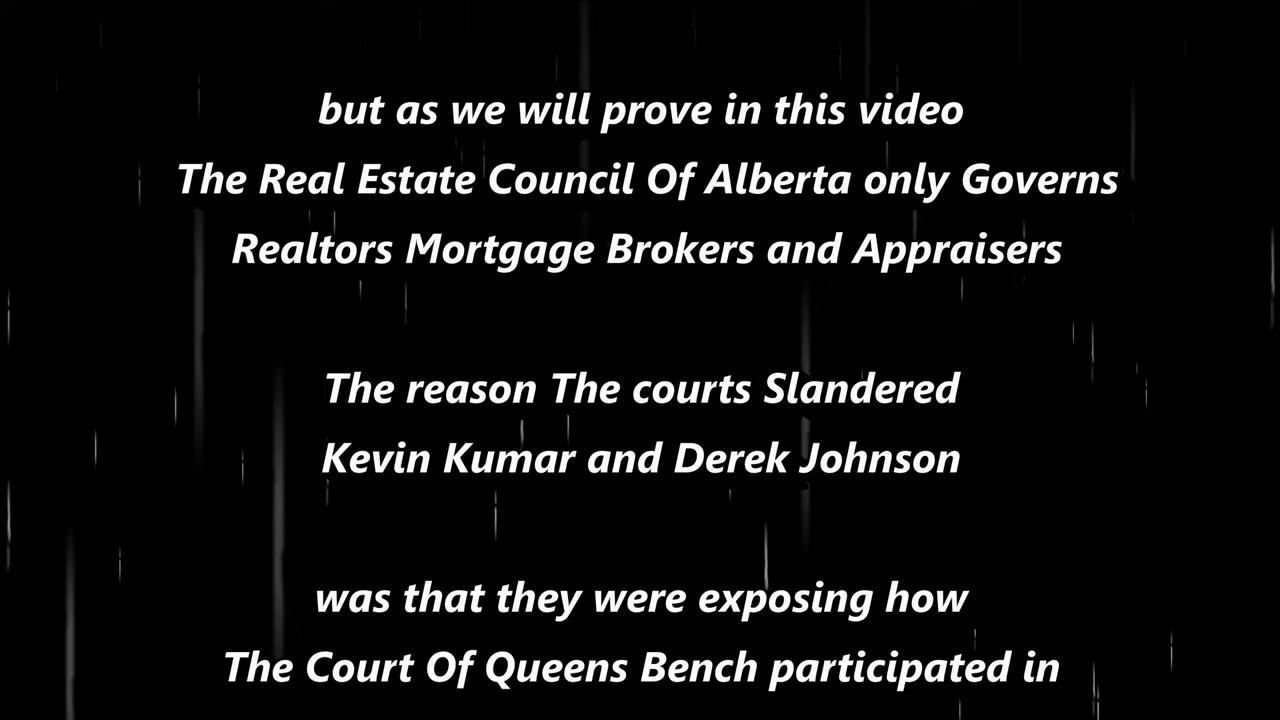 but as we will prove in this video
The Real Estate Council Of Alberta only Governs
Realtors Mortgage Brokers and Appraisers
The reason The courts Slandered
Kevin Kumar and Derek Johnson
was that they were exposing how
The Court Of Queens Bench participated in